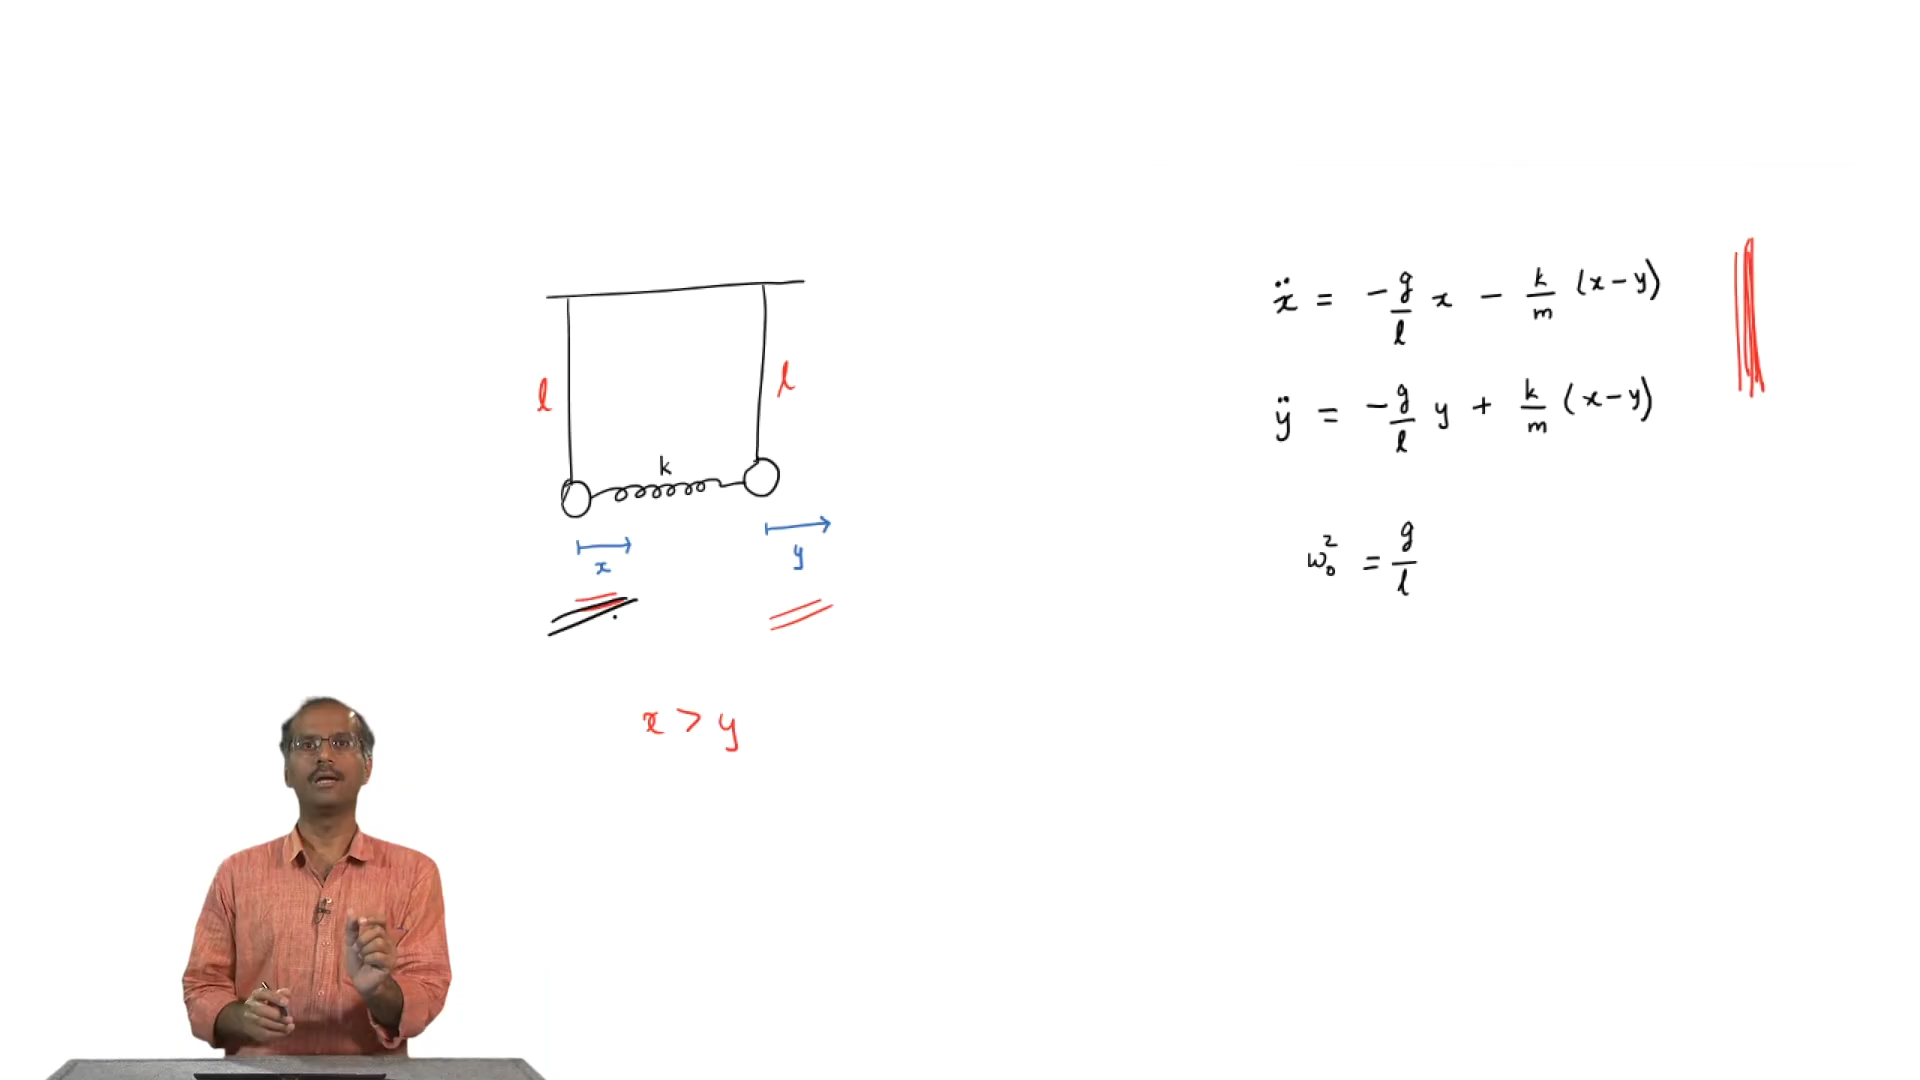 l
l
k
x
y
x > y
ẍ = -g/l x - k/m (x-y)
ÿ = -g/l y + k/m (x-y)
ω₀² = g/l